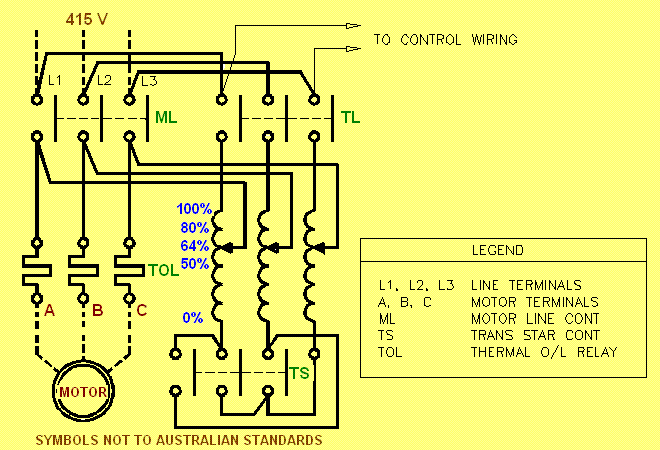 415 V
TO CONTROL WIRING
L1 L2 L3
ML
TL
100%
80%
64%
50%
TOL
0%
A B C
TS
MOTOR
LEGEND
L1, L2, L3 LINE TERMINALS
A, B, C MOTOR TERMINALS
ML MOTOR LINE CONT
TS TRANS STAR CONT
TOL THERMAL O/L RELAY
SYMBOLS NOT TO AUSTRALIAN STANDARDS